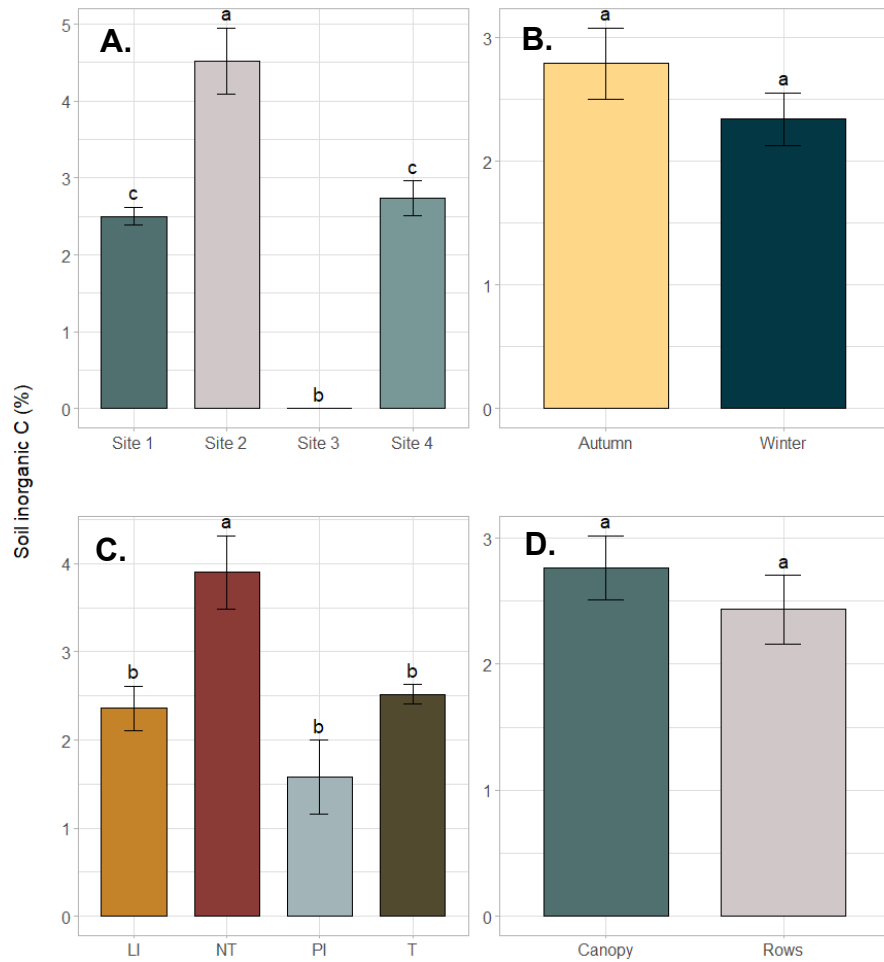 Soil inorganic C (%)
A.
5
4
3
2
1
0
c
a
b
c
Site 1 Site 2 Site 3 Site 4
B.
3
2
1
0
a
a
Autumn Winter
C.
4
3
2
1
0
b
a
b
b
LI NT PI T
D.
3
2
1
0
a
a
Canopy Rows